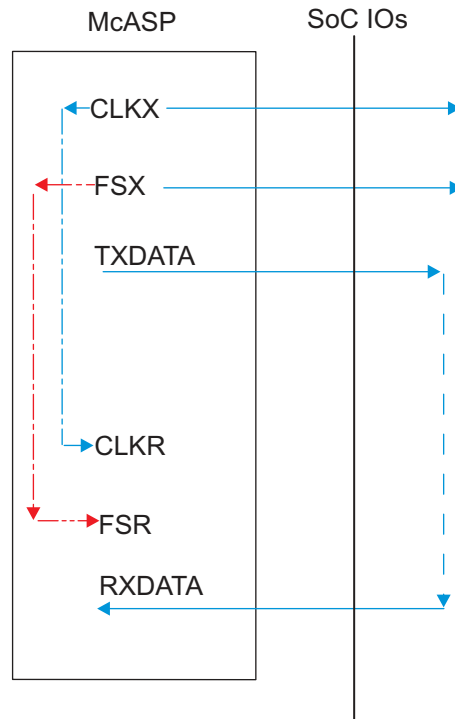 McASP
SoC IOs
CLKX
FSX
TXDATA
CLKR
FSR
RXDATA